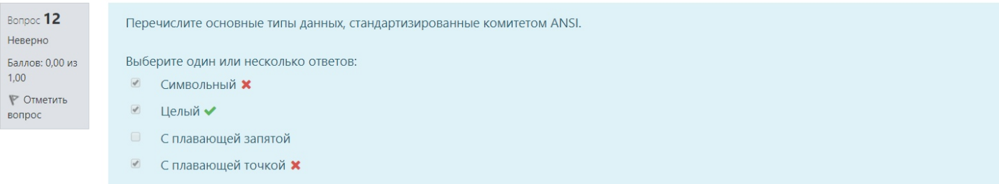 Вопрос 12
Неверно
Баллов: 0,00 из
1,00
Отметить
вопрос
Перечислите основные типы данных, стандартизированные комитетом ANSI.
Выберите один или несколько ответов:
Символьный
Целый
С плавающей запятой
С плавающей точкой